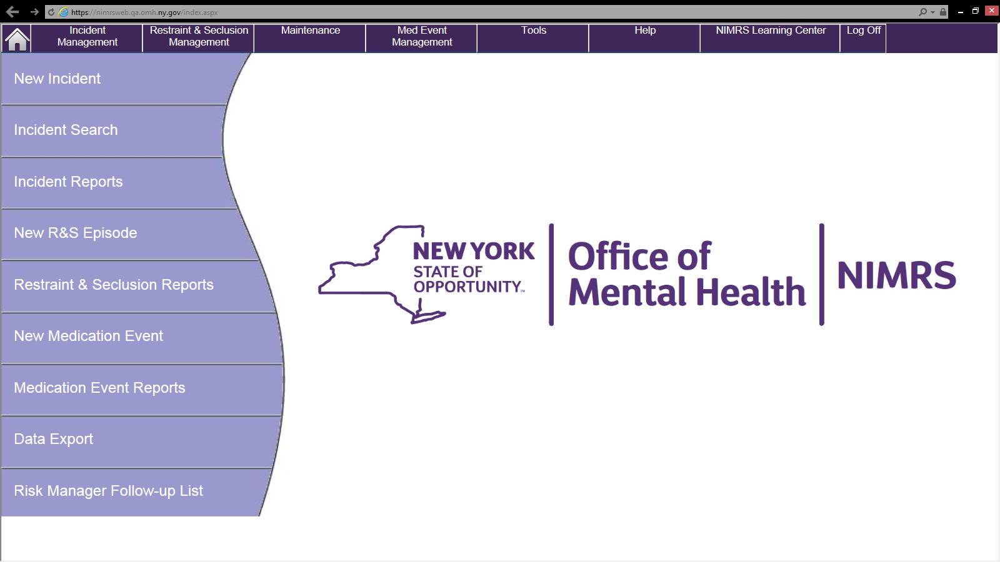 https://nimrsweb.qa.omh.ny.gov/index.aspx
Incident
Management
Restraint & Seclusion
Management
Maintenance
Med Event
Management
Tools
Help
NIMRS Learning Center
Log Off
New Incident
Incident Search
Incident Reports
New R&S Episode
Restraint & Seclusion Reports
New Medication Event
Medication Event Reports
Data Export
Risk Manager Follow-up List
NEW YORK
STATE OF
OPPORTUNITY™
Office of
Mental Health
NIMRS